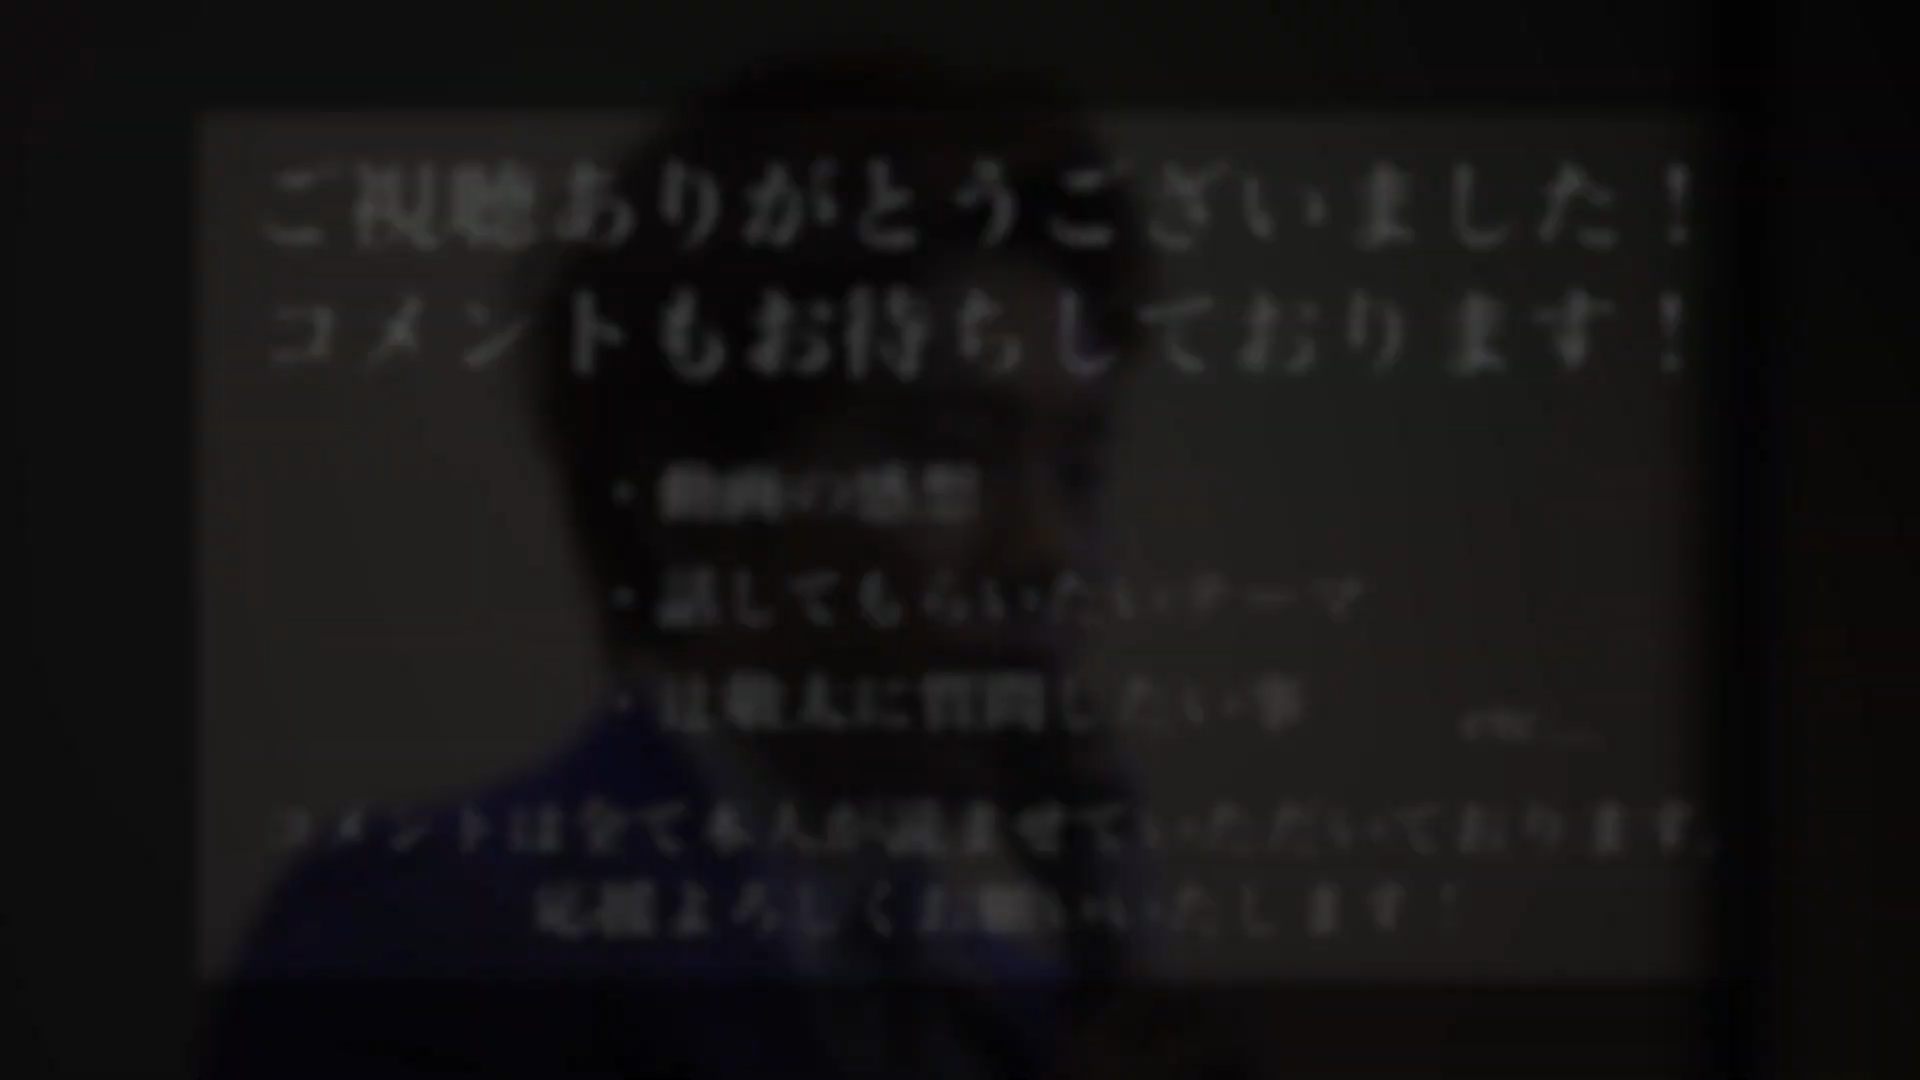 ご視聴ありがとうございました！
コメントもお待ちしております！
・動画の感想
・話してもらいたいテーマ
・辻敬太に質問したい事
etc...
コメントは全て本人が読ませていただいております。
応援よろしくお願いいたします！